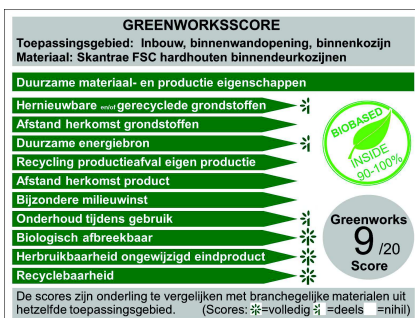 GREENWORKSSCORE
Toepassingsgebied: Inbouw, binnenwandopening, binnenkozijn
Materiaal: Skantrae FSC hardhouten binnendeurkozijnen
Duurzame materiaal- en productie eigenschappen
Hernieuwbare en/of gerecyclede grondstoffen
Afstand herkomst grondstoffen
Duurzame energiebron
Recycling productieafval eigen productie
Afstand herkomst product
Bijzondere milieuwinst
Onderhoud tijdens gebruik
Biologisch afbreekbaar
Herbruikbaarheid ongewijzigd eindproduct
Recyclebaarheid
BIOBASED
INSIDE
90-100%
Greenworks
9/20
Score
De scores zijn onderling te vergelijken met branchegelijke materialen uit
hetzelfde toepassingsgebied. (Scores: =volledig =deels =nihil)